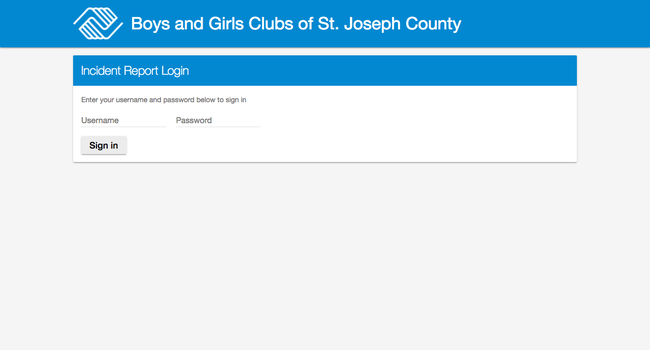 Boys and Girls Clubs of St. Joseph County
Incident Report Login
Enter your username and password below to sign in
Username Password
Sign in